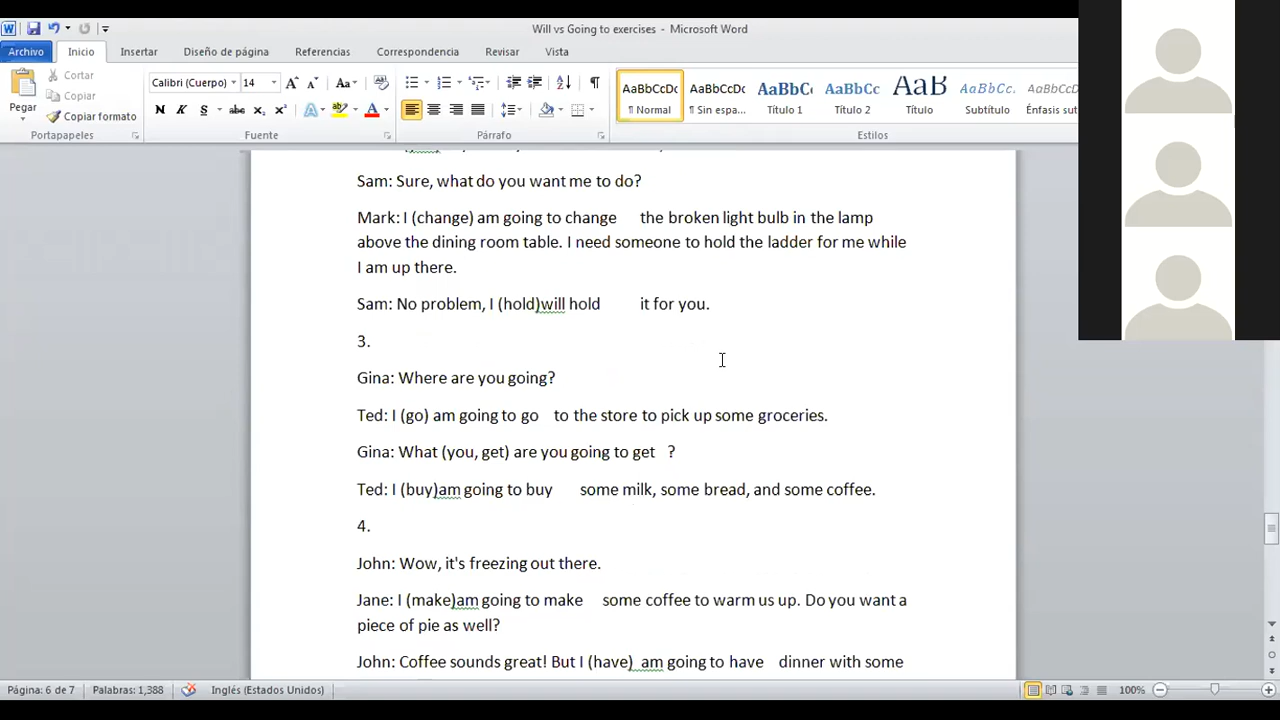 Will vs Going to exercises - Microsoft Word
Archivo Inicio Insertar Diseño de página Referencias Correspondencia Revisar Vista
Pegar
Cortar
Copiar
Copiar formato
Portapapeles
Calibri (Cuerpo) 14
N K S abc
Fuente
Párrafo
AaBbCcDc AaBbCcDc AaBbC AaBbCc AaB AaBbCc. AaBbCcDc
¶ Normal ¶ Sin espa... Título 1 Título 2 Título Subtítulo Énfasis sut
Estilos
Sam: Sure, what do you want me to do?
Mark: I (change) am going to change the broken light bulb in the lamp
above the dining room table. I need someone to hold the ladder for me while
I am up there.
Sam: No problem, I (hold)will hold it for you.
3.
Gina: Where are you going?
Ted: I (go) am going to go to the store to pick up some groceries.
Gina: What (you, get) are you going to get ?
Ted: I (buy)am going to buy some milk, some bread, and some coffee.
4.
John: Wow, it's freezing out there.
Jane: I (make)am going to make some coffee to warm us up. Do you want a
piece of pie as well?
John: Coffee sounds great! But I (have) am going to have dinner with some
Página: 6 de 7 Palabras: 1,388 Inglés (Estados Unidos) 100%